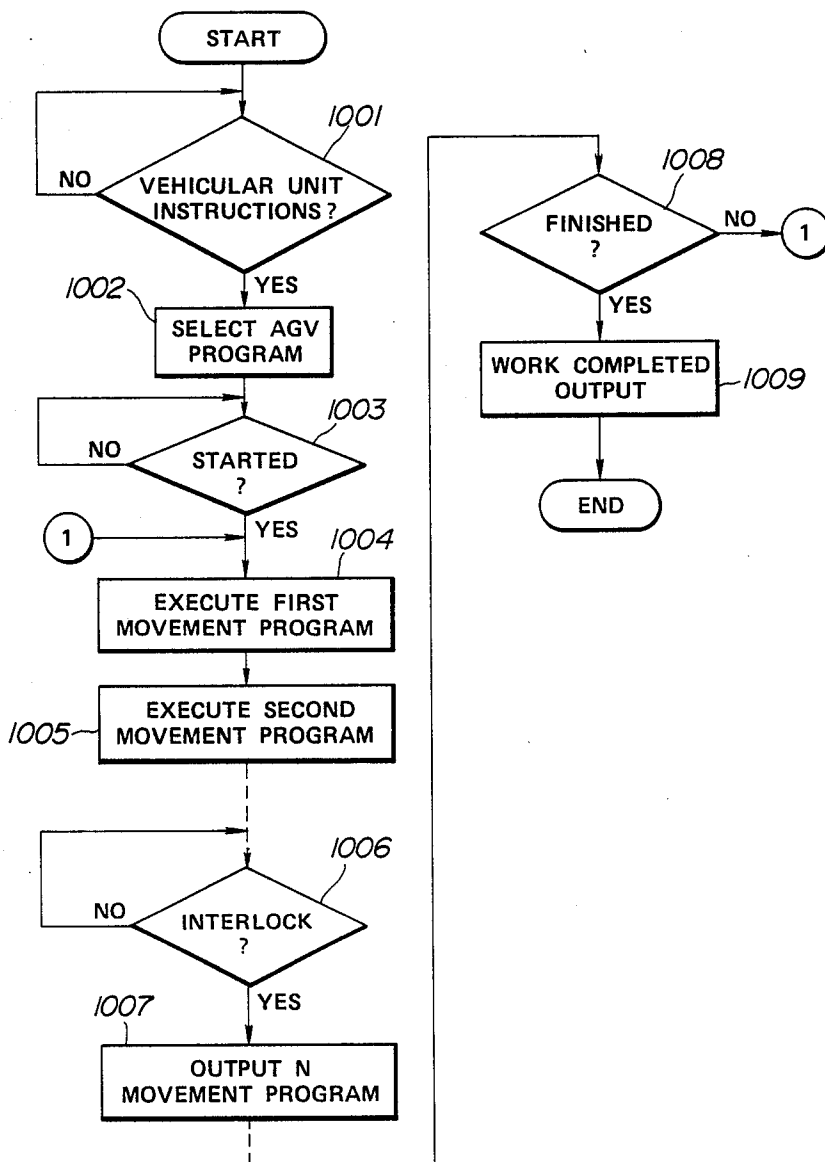 START
1001
NO
VEHICULAR UNIT
INSTRUCTIONS?
YES
1002
SELECT AGV
PROGRAM
1003
NO
STARTED
?
YES
1
1004
EXECUTE FIRST
MOVEMENT PROGRAM
1005
EXECUTE SECOND
MOVEMENT PROGRAM
1006
NO
INTERLOCK
?
YES
1007
OUTPUT N
MOVEMENT PROGRAM
1008
FINISHED
?
NO
1
YES
WORK COMPLETED
OUTPUT
1009
END